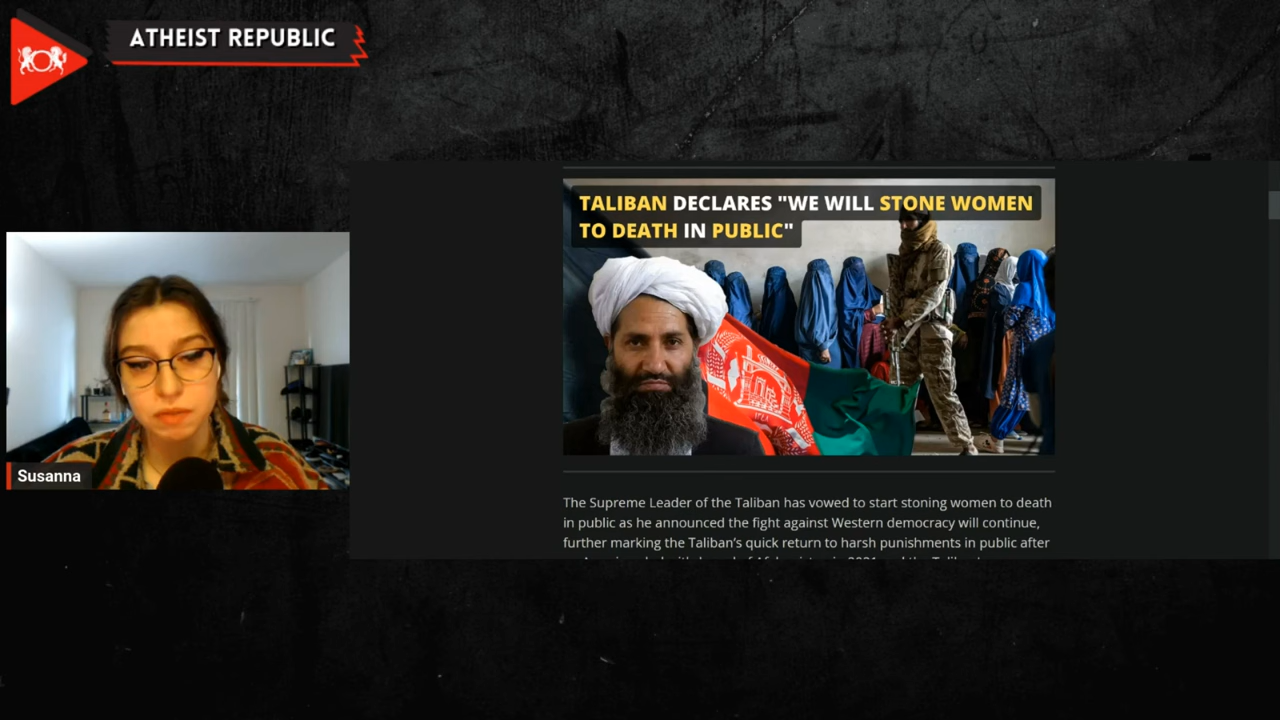 ATHEIST REPUBLIC
TALIBAN DECLARES "WE WILL STONE WOMEN
TO DEATH IN PUBLIC"
Susanna
The Supreme Leader of the Taliban has vowed to start stoning women to death
in public as he announced the fight against Western democracy will continue,
further marking the Taliban's quick return to harsh punishments in public after